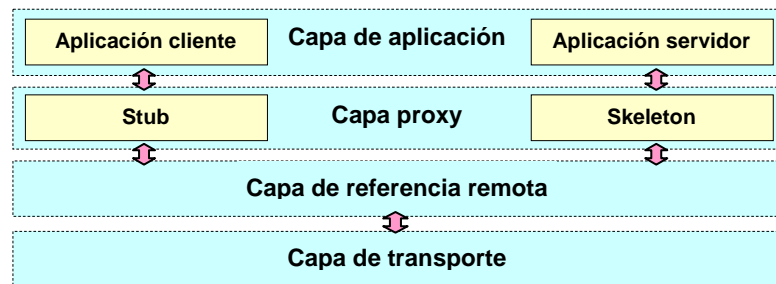 Aplicación cliente
Capa de aplicación
Aplicación servidor
Stub
Capa proxy
Skeleton
Capa de referencia remota
Capa de transporte